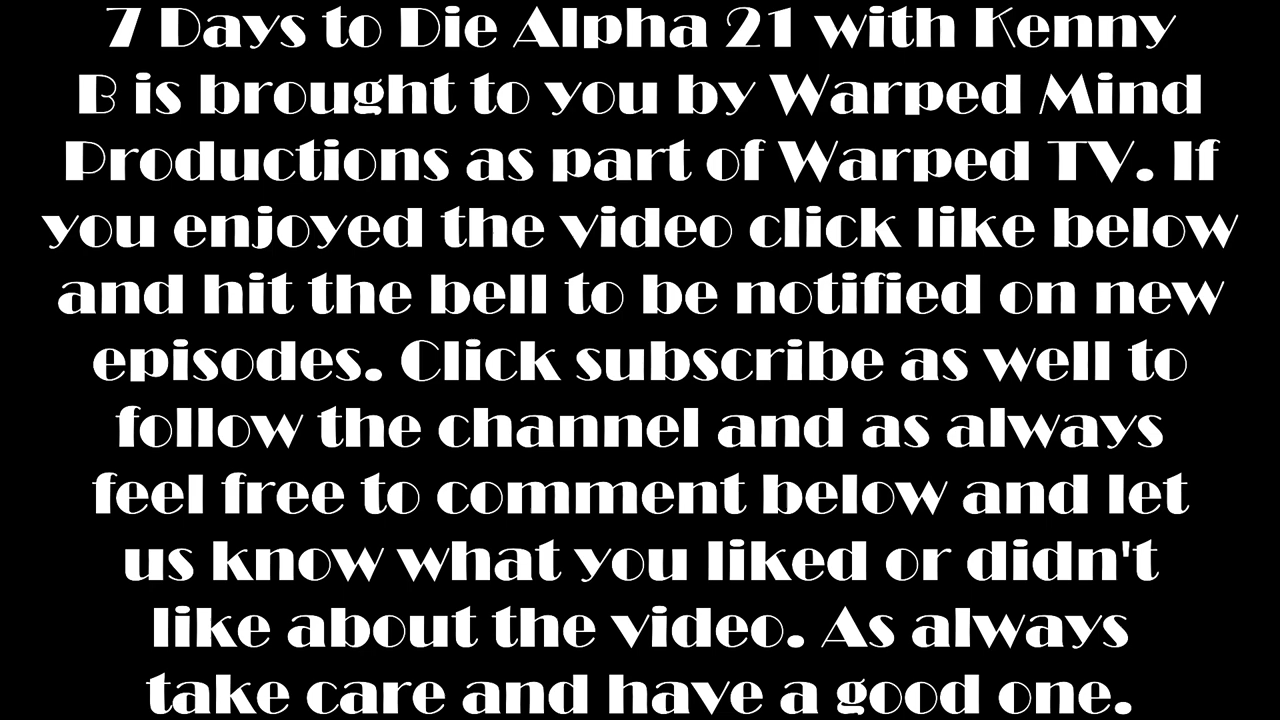 7 Days to Die Alpha 21 with Kenny
B is brought to you by Warped Mind
Productions as part of Warped TV. If
you enjoyed the video click like below
and hit the bell to be notified on new
episodes. Click subscribe as well to
follow the channel and as always
feel free to comment below and let
us know what you liked or didn't
like about the video. As always
take care and have a good one.